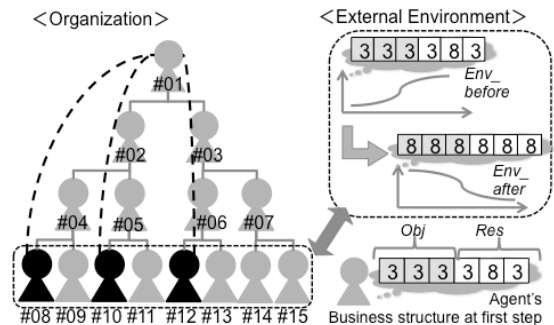 <Organization>
#01
#02 #03
#04 #05 #06 #07
#08 #09 #10 #11 #12 #13 #14 #15
<External Environment>
3 3 3 3 8 3
Env_
before
8 8 8 8 8 8
Env_
after
Obj Res
3 3 3 3 8 3
Agent's
Business structure at first step